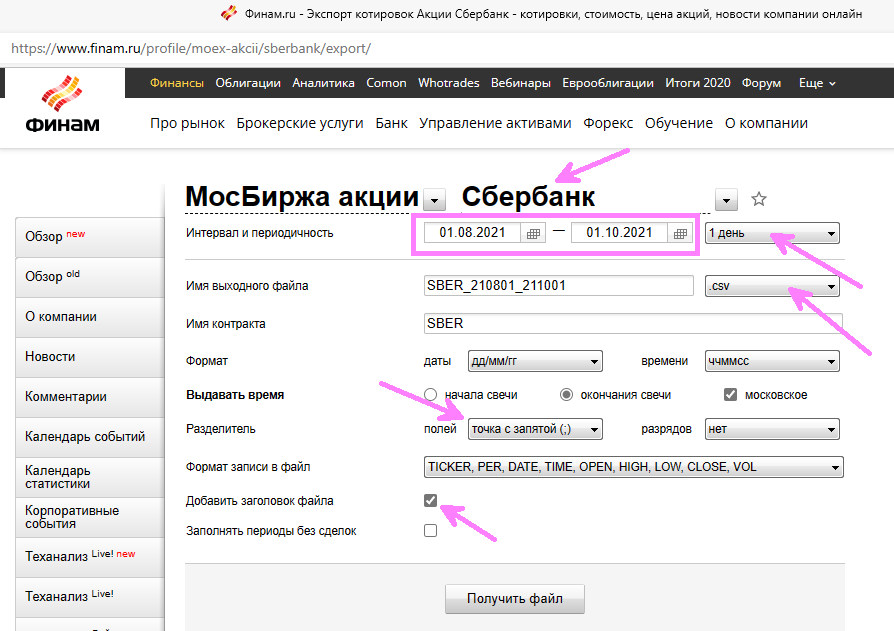 Финам.ru - Экспорт котировок Акции Сбербанк - котировки, стоимость, цена акций, новости компании онлайн
https://www.finam.ru/profile/moex-akcii/sberbank/export/
ФИНАМ
Финансы Облигации Аналитика Comon Whotrades Вебинары Еврооблигации Итоги 2020 Форум Еще
Про рынок Брокерские услуги Банк Управление активами Форекс Обучение О компании
МосБиржа акции Сбербанк
Обзор new
Обзор old
О компании
Новости
Комментарии
Календарь событий
Календарь
статистики
Корпоративные
события
Теханализ Live! new
Теханализ Live!
Интервал и периодичность 01.08.2021 — 01.10.2021 1 день
Имя выходного файла SBER_210801_211001 .csv
Имя контракта SBER
Формат даты дд/мм/гг времени ччммсс
Выдавать время начала свечи окончания свечи московское
Разделитель полей точка с запятой (;) разрядов нет
Формат записи в файл TICKER, PER, DATE, TIME, OPEN, HIGH, LOW, CLOSE, VOL
Добавить заголовок файла
Заполнять периоды без сделок
Получить файл